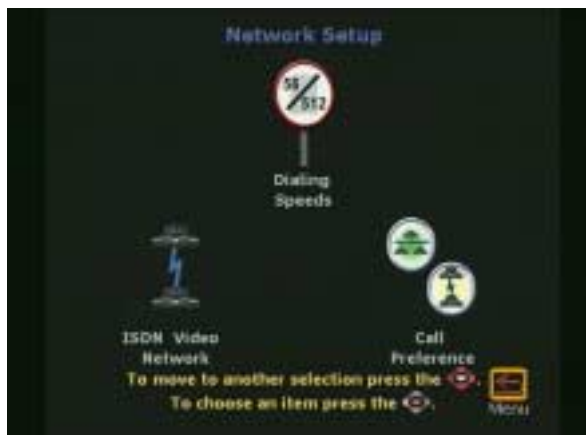 Network Setup
56
512
Dialing
Speeds
ISDN Video
Network
Call
Preference
To move to another selection press the .
To choose an item press the .
Menu